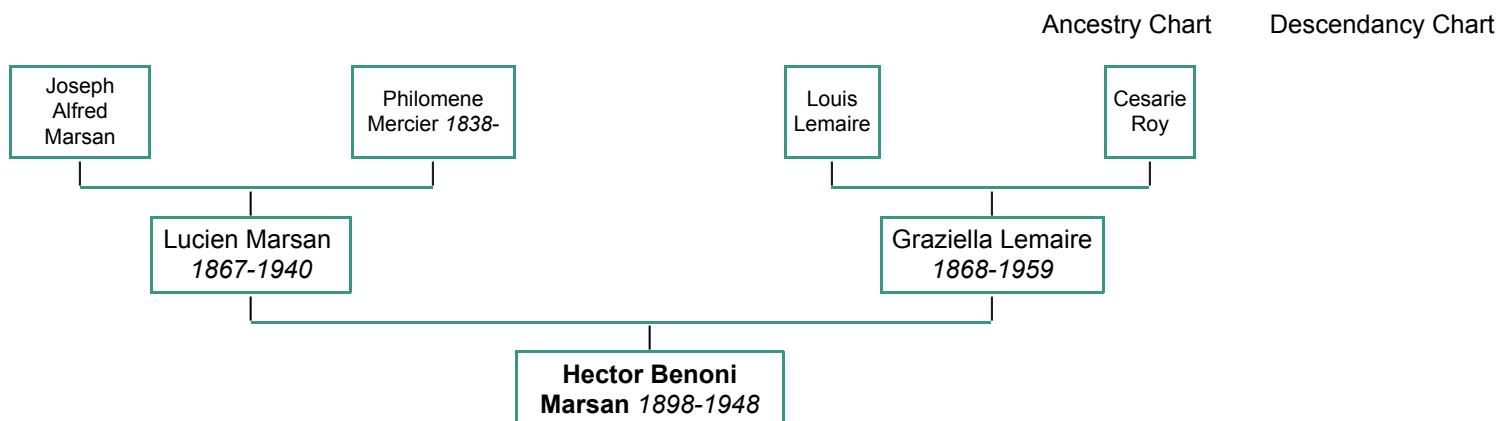 Ancestry Chart Descendancy Chart
Joseph
Alfred
Marsan
Philomene
Mercier 1838-
Louis
Lemaire
Cesarie
Roy
Lucien Marsan
1867-1940
Graziella Lemaire
1868-1959
Hector Benoni
Marsan 1898-1948